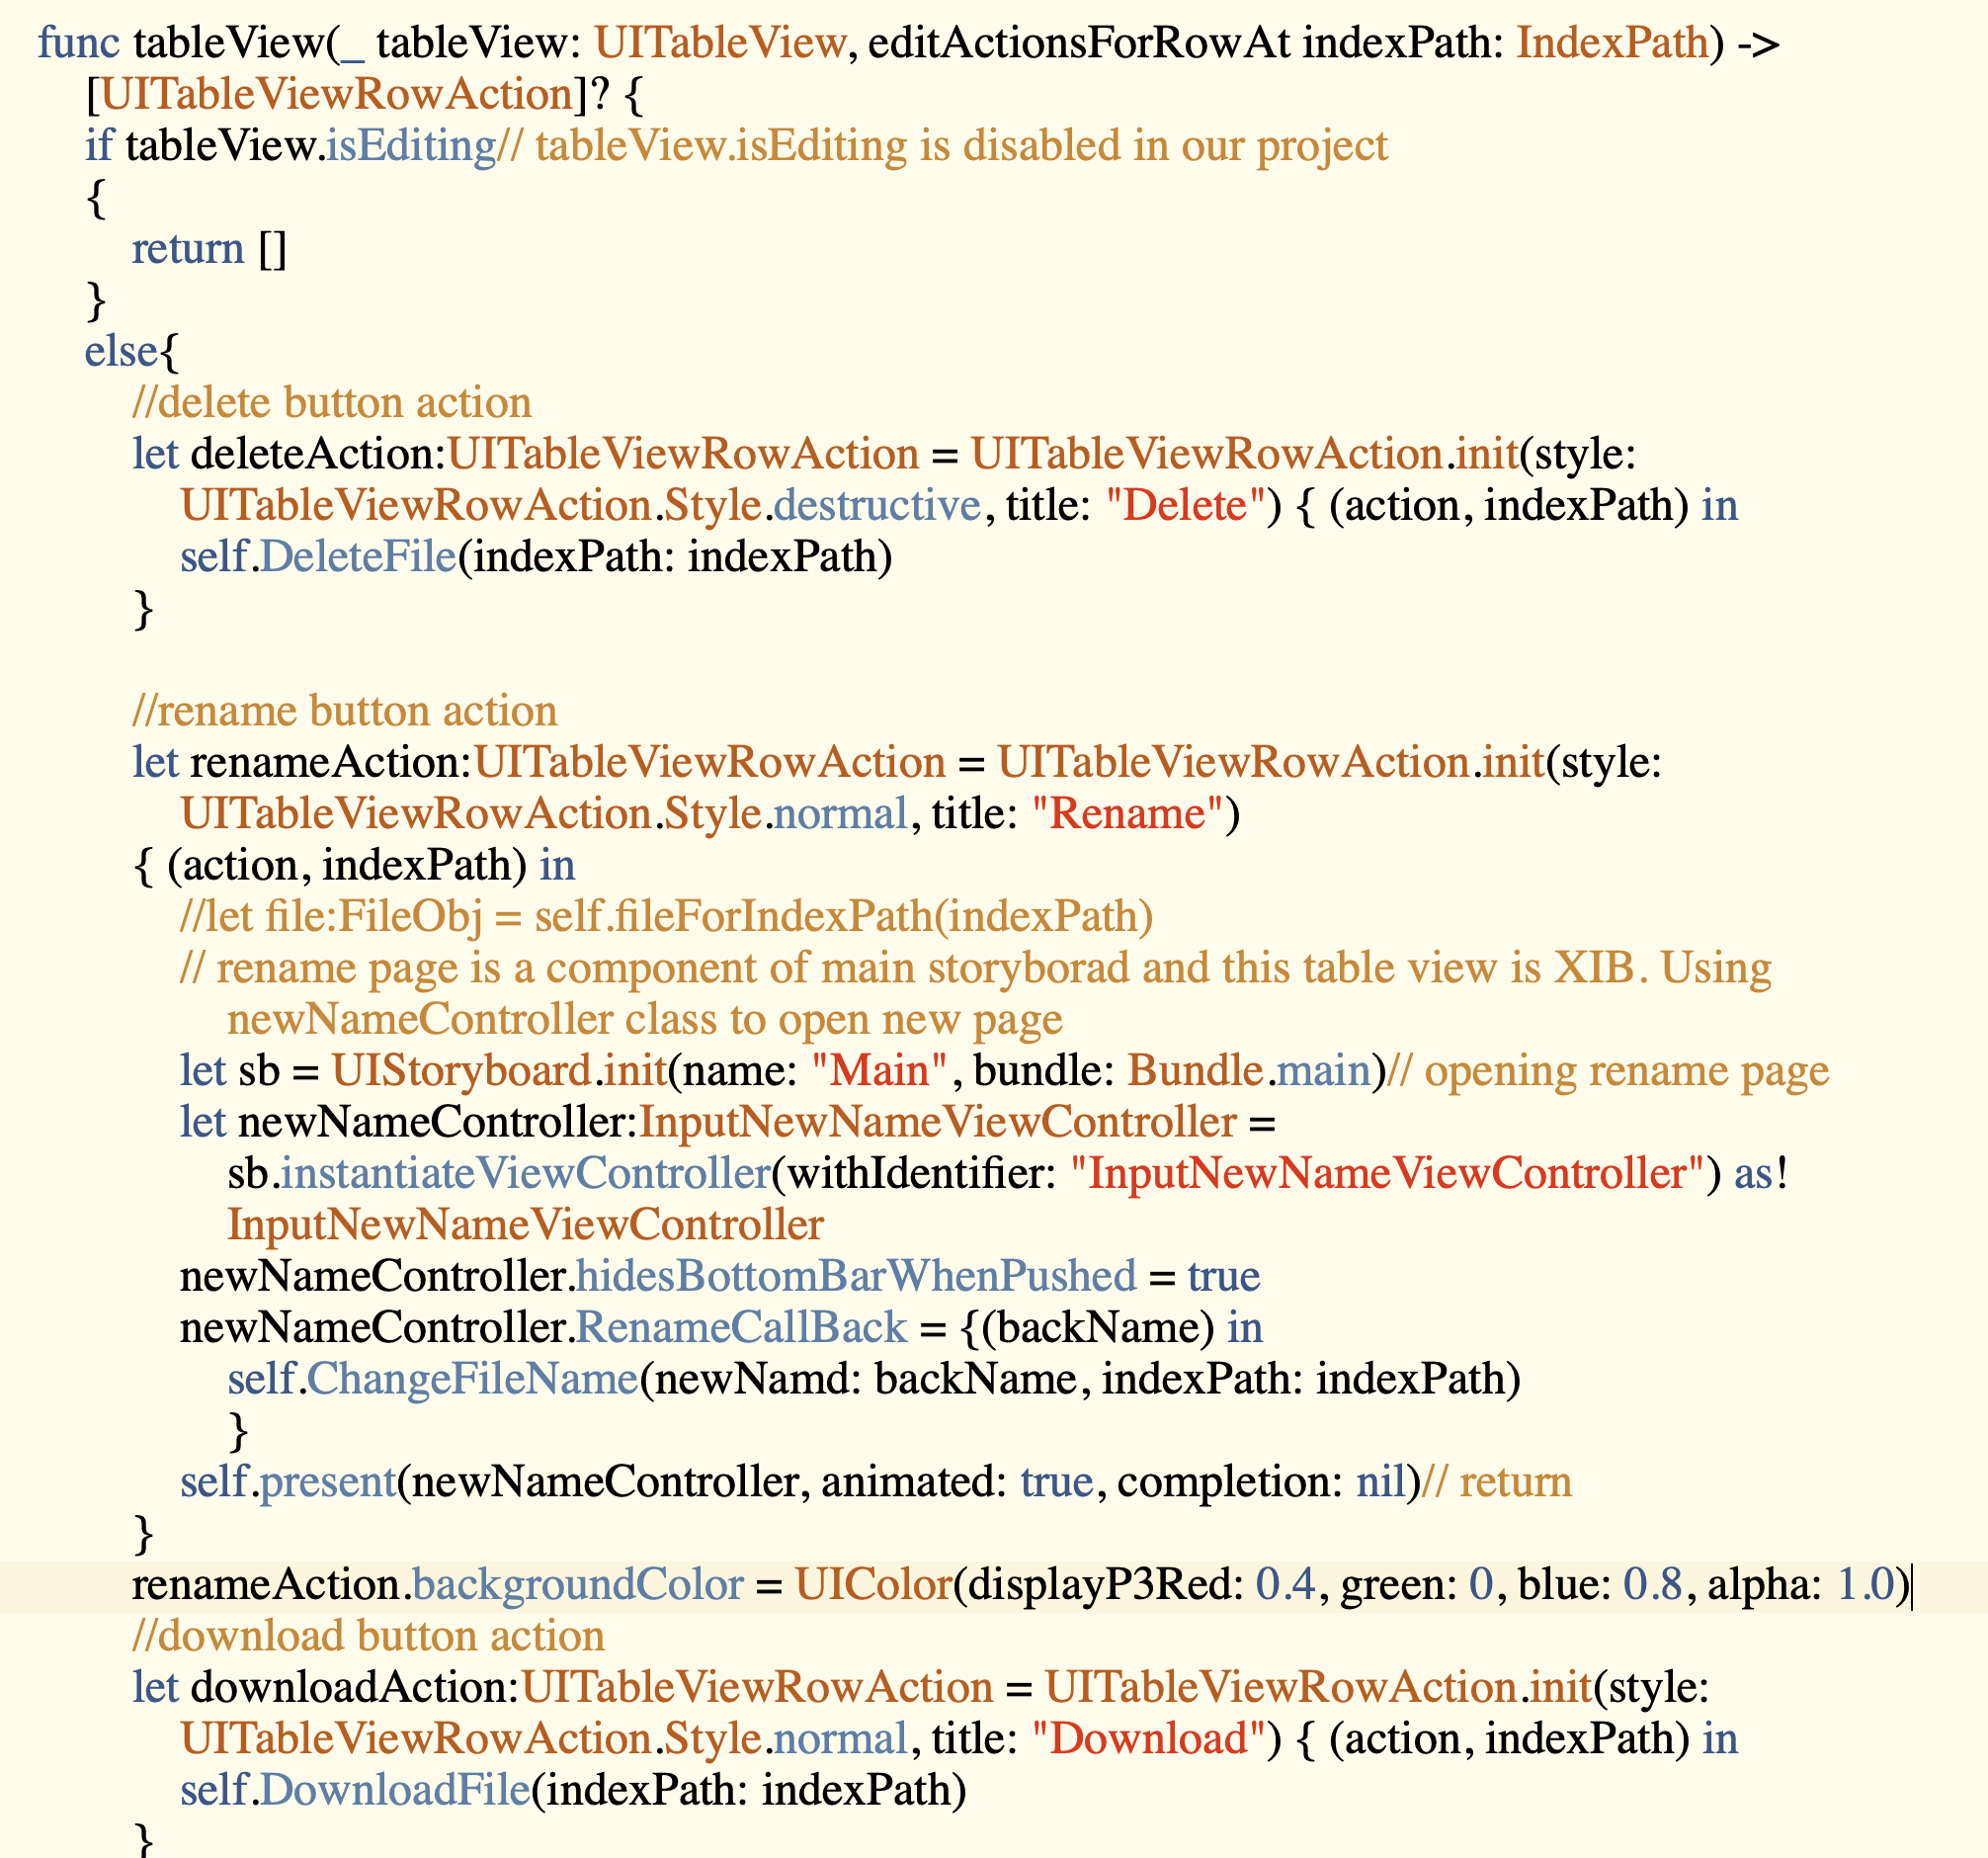 func tableView(_ tableView: UITableView, editActionsForRowAt indexPath: IndexPath) ->
[UITableViewRowAction]? {
if tableView.isEditing// tableView.isEditing is disabled in our project
{
return []
}
else{
//delete button action
let deleteAction:UITableViewRowAction = UITableViewRowAction.init(style:
UITableViewRowAction.Style.destructive, title: "Delete") { (action, indexPath) in
self.DeleteFile(indexPath: indexPath)
}
//rename button action
let renameAction:UITableViewRowAction = UITableViewRowAction.init(style:
UITableViewRowAction.Style.normal, title: "Rename")
{ (action, indexPath) in
//let file:FileObj = self.fileForIndexPath(indexPath)
// rename page is a component of main storyborad and this table view is XIB. Using
newNameController class to open new page
let sb = UIStoryboard.init(name: "Main", bundle: Bundle.main)// opening rename page
let newNameController:InputNewNameViewController =
sb.instantiateViewController(withIdentifier: "InputNewNameViewController") as!
InputNewNameViewController
newNameController.hidesBottomBarWhenPushed = true
newNameController.RenameCallBack = {(backName) in
self.ChangeFileName(newNamd: backName, indexPath: indexPath)
}
self.present(newNameController, animated: true, completion: nil)// return
}
renameAction.backgroundColor = UIColor(displayP3Red: 0.4, green: 0, blue: 0.8, alpha: 1.0)
//download button action
let downloadAction:UITableViewRowAction = UITableViewRowAction.init(style:
UITableViewRowAction.Style.normal, title: "Download") { (action, indexPath) in
self.DownloadFile(indexPath: indexPath)
}